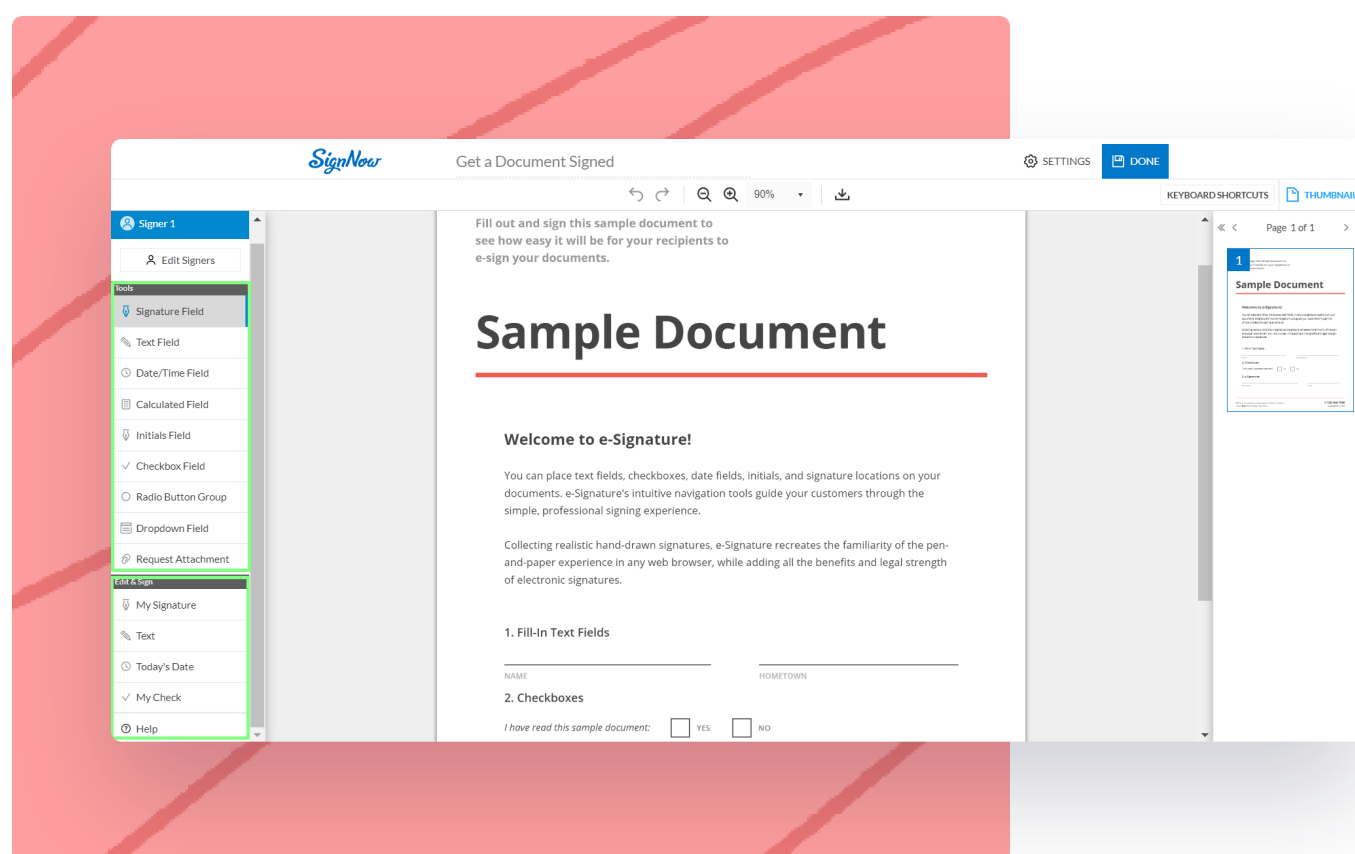 SignNow
Get a Document Signed
SETTINGS
DONE
90%
KEYBOARD SHORTCUTS
THUMBNAIL
Signer 1
Edit Signers
Tools
Signature Field
Text Field
Date/Time Field
Calculated Field
Initials Field
Checkbox Field
Radio Button Group
Dropdown Field
Request Attachment
Edit & Sign
My Signature
Text
Today's Date
My Check
Help
Fill out and sign this sample document to
see how easy it will be for your recipients to
e-sign your documents.
Sample Document
Welcome to e-Signature!
You can place text fields, checkboxes, date fields, initials, and signature locations on your
documents. e-Signature's intuitive navigation tools guide your customers through the
simple, professional signing experience.
Collecting realistic hand-drawn signatures, e-Signature recreates the familiarity of the pen-
and-paper experience in any web browser, while adding all the benefits and legal strength
of electronic signatures.
1. Fill-In Text Fields
NAME
HOMETOWN
2. Checkboxes
I have read this sample document:
YES
NO
Page 1 of 1
1
Sample Document
Welcome to e-Signature!